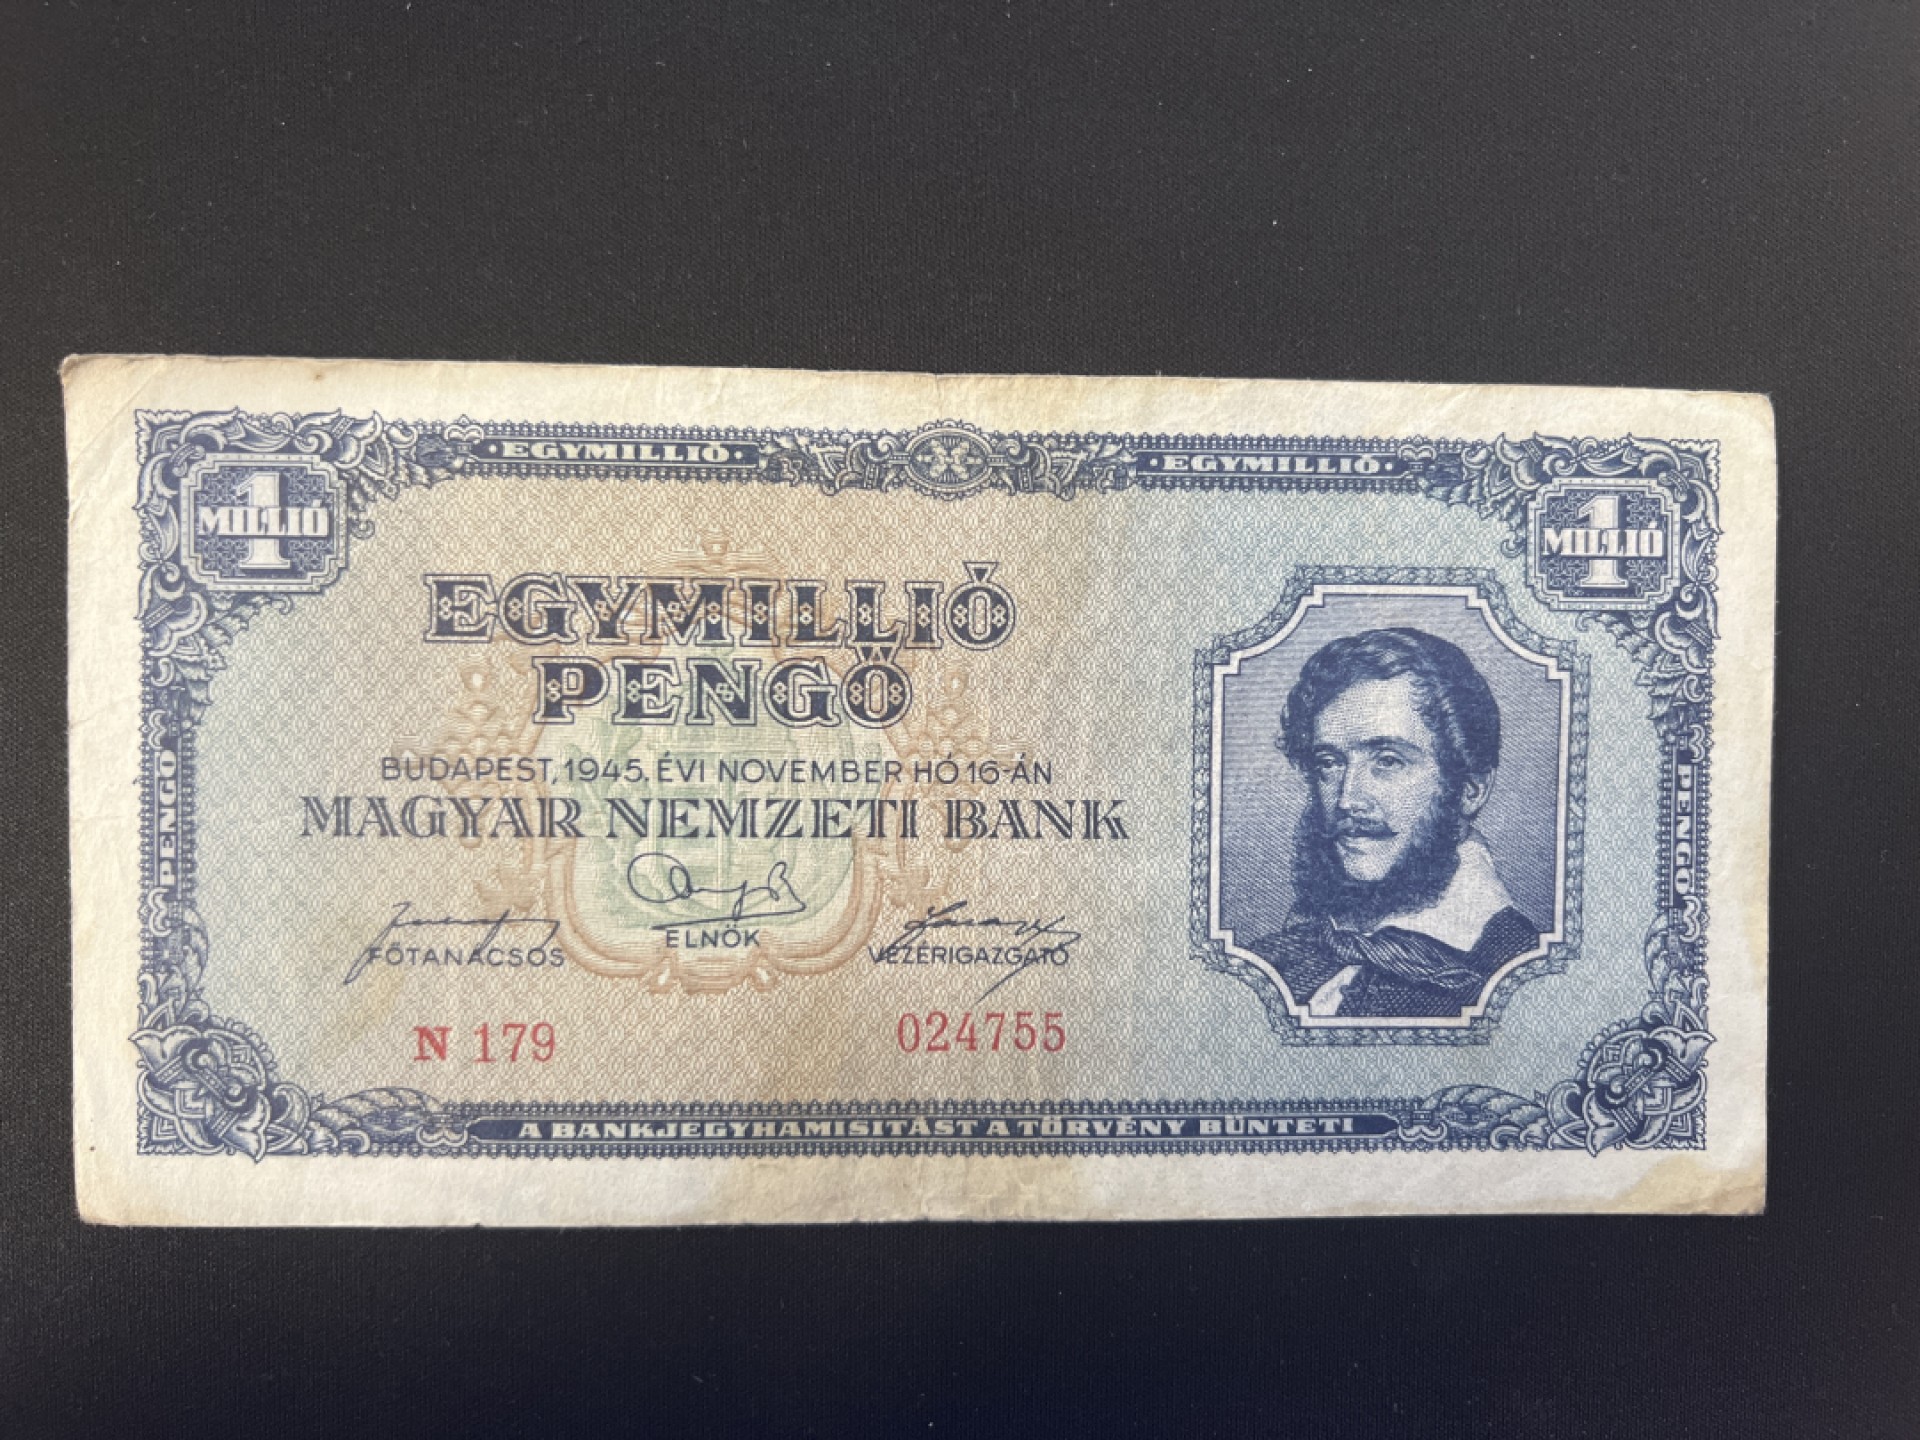 ·EGYMILLIÓ· ·EGYMILLIÓ·
1 MILLIÓ
1 MILLIÓ
EGYMILLIÓ
PENGŐ
BUDAPEST, 1945. ÉVI NOVEMBER HÓ 16-ÁN
MAGYAR NEMZETI BANK
FŐTANÁCSOS ELNÖK VEZÉRIGAZGATÓ
N 179 024755
PENGŐ
PENGŐ
A BANKJEGYHAMISITÁST A TÖRVÉNY BÜNTETI